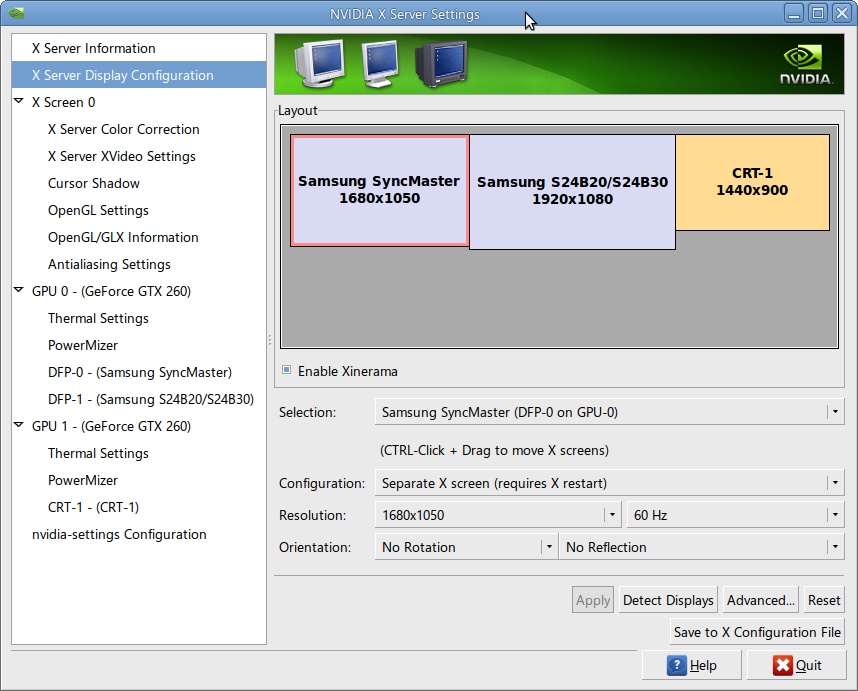 NVIDIA X Server Settings
X Server Information
X Server Display Configuration
X Screen 0
X Server Color Correction
X Server XVideo Settings
Cursor Shadow
OpenGL Settings
OpenGL/GLX Information
Antialiasing Settings
GPU 0 - (GeForce GTX 260)
Thermal Settings
PowerMizer
DFP-0 - (Samsung SyncMaster)
DFP-1 - (Samsung S24B20/S24B30)
GPU 1 - (GeForce GTX 260)
Thermal Settings
PowerMizer
CRT-1 - (CRT-1)
nvidia-settings Configuration
NVIDIA.
Layout
Samsung SyncMaster
1680x1050
Samsung S24B20/S24B30
1920x1080
CRT-1
1440x900
Enable Xinerama
Selection: Samsung SyncMaster (DFP-0 on GPU-0)
(CTRL-Click + Drag to move X screens)
Configuration: Separate X screen (requires X restart)
Resolution: 1680x1050 60 Hz
Orientation: No Rotation No Reflection
Apply Detect Displays Advanced... Reset
Save to X Configuration File
Help Quit